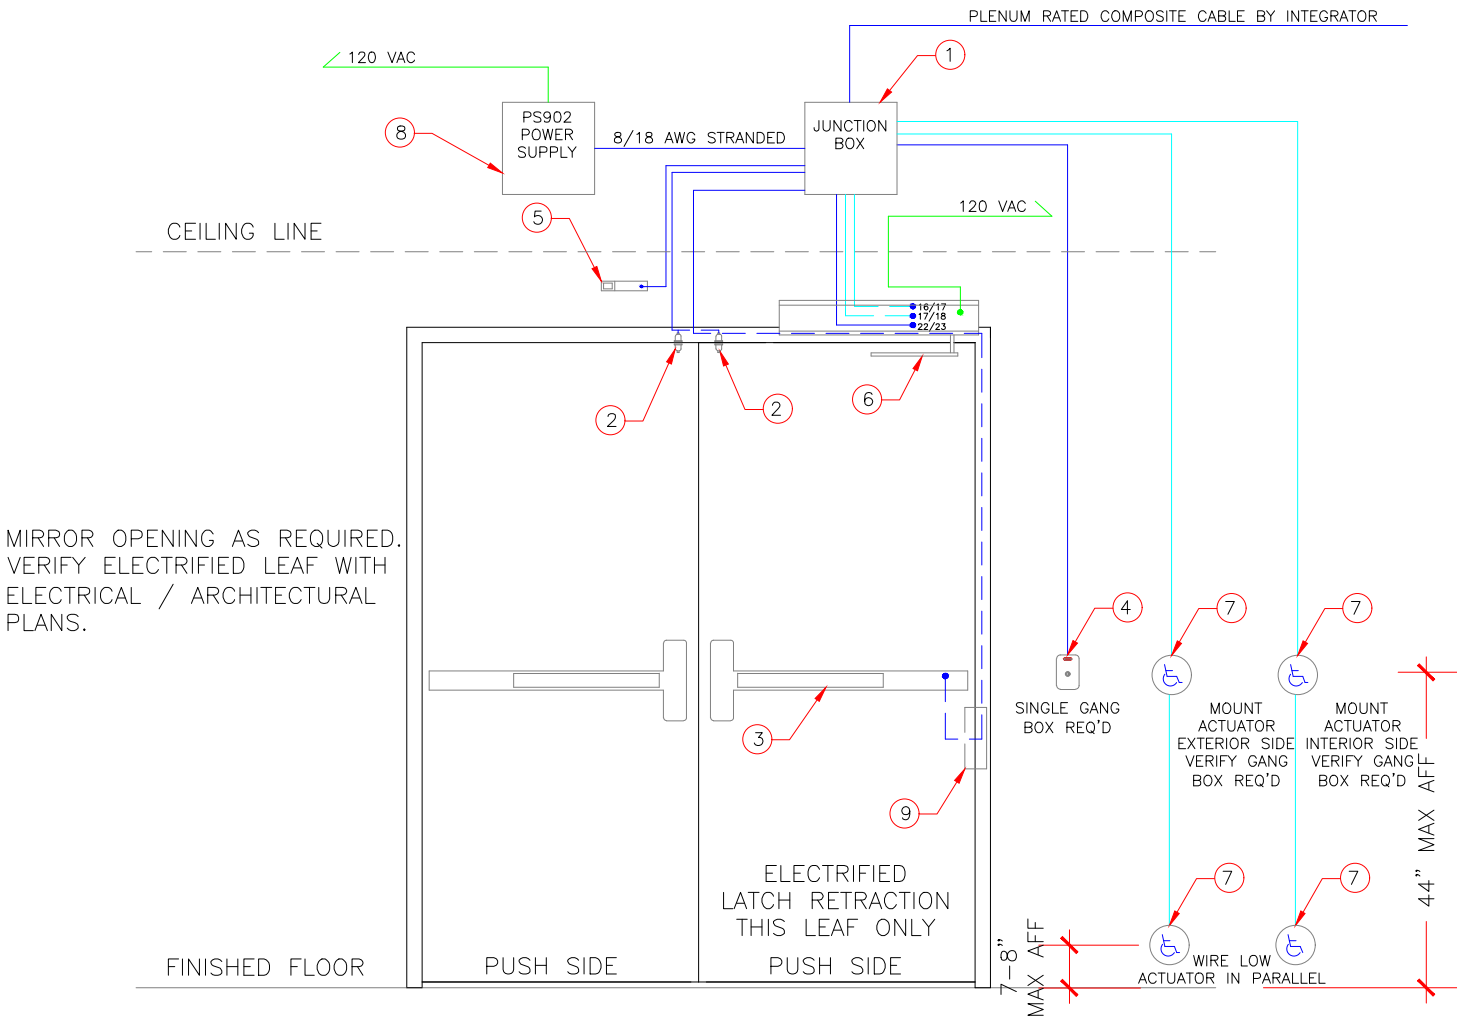 PLENUM RATED COMPOSITE CABLE BY INTEGRATOR
120 VAC
1
PS902
POWER
SUPPLY
8
8/18 AWG STRANDED
JUNCTION
BOX
5
120 VAC
CEILING LINE
16/17
17/18
22/23
2
2
6
MIRROR OPENING AS REQUIRED.
VERIFY ELECTRIFIED LEAF WITH
ELECTRICAL / ARCHITECTURAL
PLANS.
4
7
7
SINGLE GANG
BOX REQ'D
MOUNT
ACTUATOR
EXTERIOR SIDE
VERIFY GANG
BOX REQ'D
MOUNT
ACTUATOR
INTERIOR SIDE
VERIFY GANG
BOX REQ'D
3
9
44" MAX AFF
ELECTRIFIED
LATCH RETRACTION
THIS LEAF ONLY
7
7
7-8"
MAX AFF
FINISHED FLOOR
PUSH SIDE
PUSH SIDE
WIRE LOW
ACTUATOR IN PARALLEL